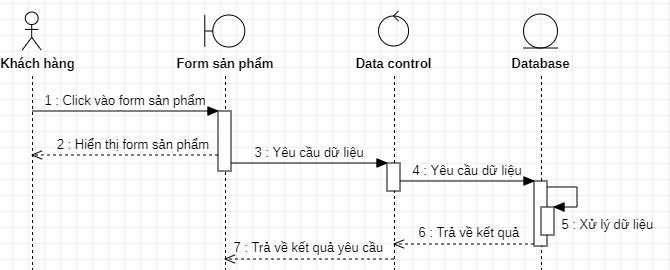 Khách hàng
Form sản phẩm
Data control
Database
1 : Click vào form sản phẩm
2 : Hiển thị form sản phẩm
3 : Yêu cầu dữ liệu
4 : Yêu cầu dữ liệu
5 : Xử lý dữ liệu
6 : Trả về kết quả
7 : Trả về kết quả yêu cầu